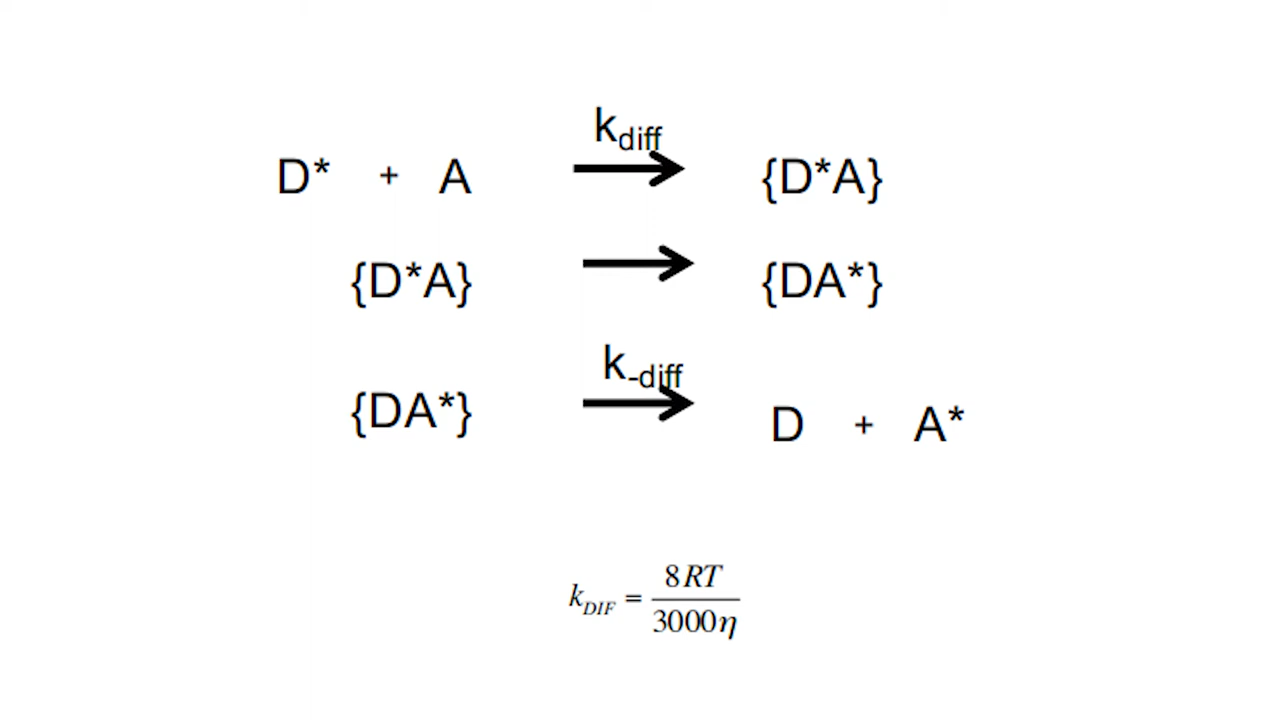 k_diff
D* + A → {D*A}
{D*A} → {DA*}
k_-diff
{DA*} → D + A*
k_DIF = 8RT / 3000η